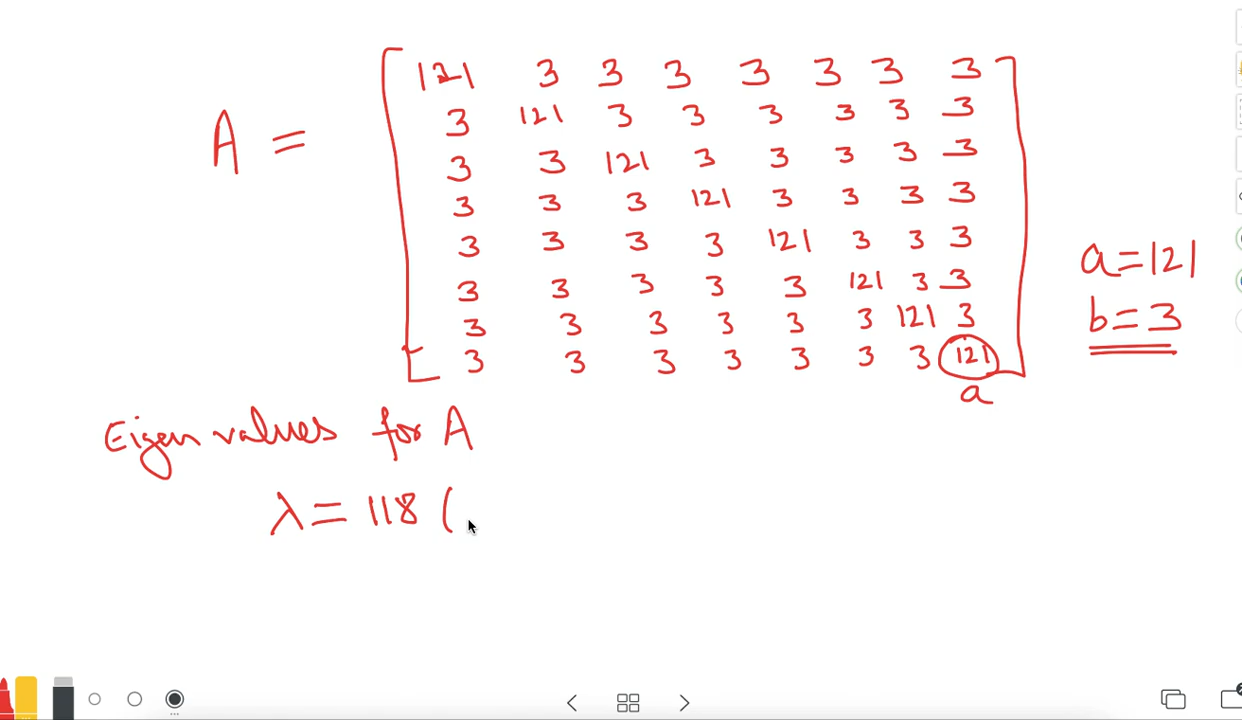 A = [ 121 3 3 3 3 3 3 3
3 121 3 3 3 3 3 3
3 3 121 3 3 3 3 3
3 3 3 121 3 3 3 3
3 3 3 3 121 3 3 3
3 3 3 3 3 121 3 3
3 3 3 3 3 3 121 3
3 3 3 3 3 3 3 121 ]
a
a=121
b=3
Eigen values for A
λ = 118 (